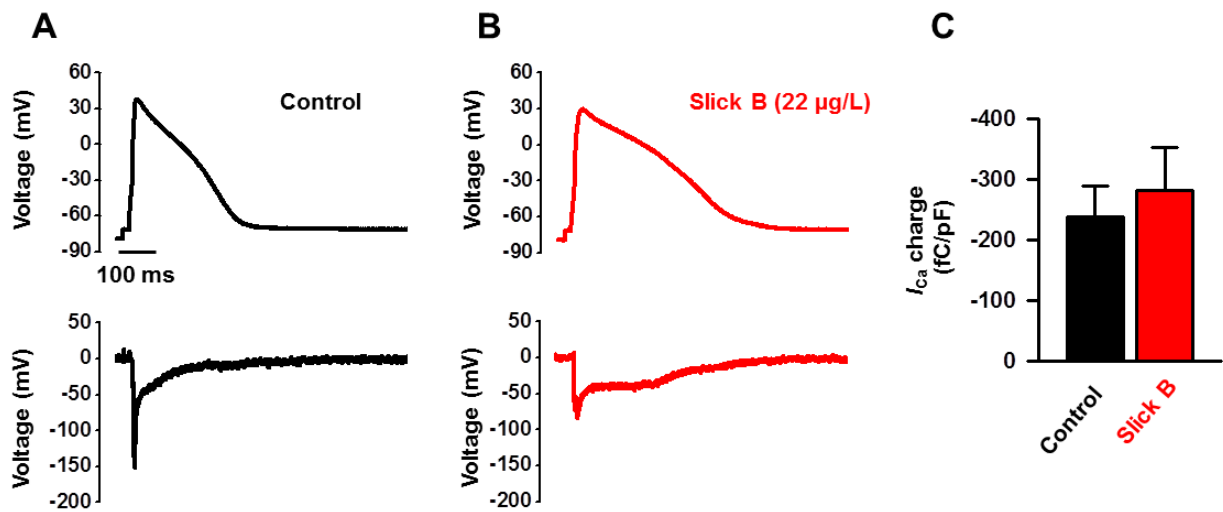 A
B
C
60
30
0
-30
-60
-90
Voltage (mV)
Control
100 ms
60
30
0
-30
-60
-90
Voltage (mV)
Slick B (22 µg/L)
-400
-300
-200
-100
0
ICa charge
(fC/pF)
Control
Slick B
50
0
-50
-100
-150
-200
Voltage (mV)
50
0
-50
-100
-150
-200
Voltage (mV)